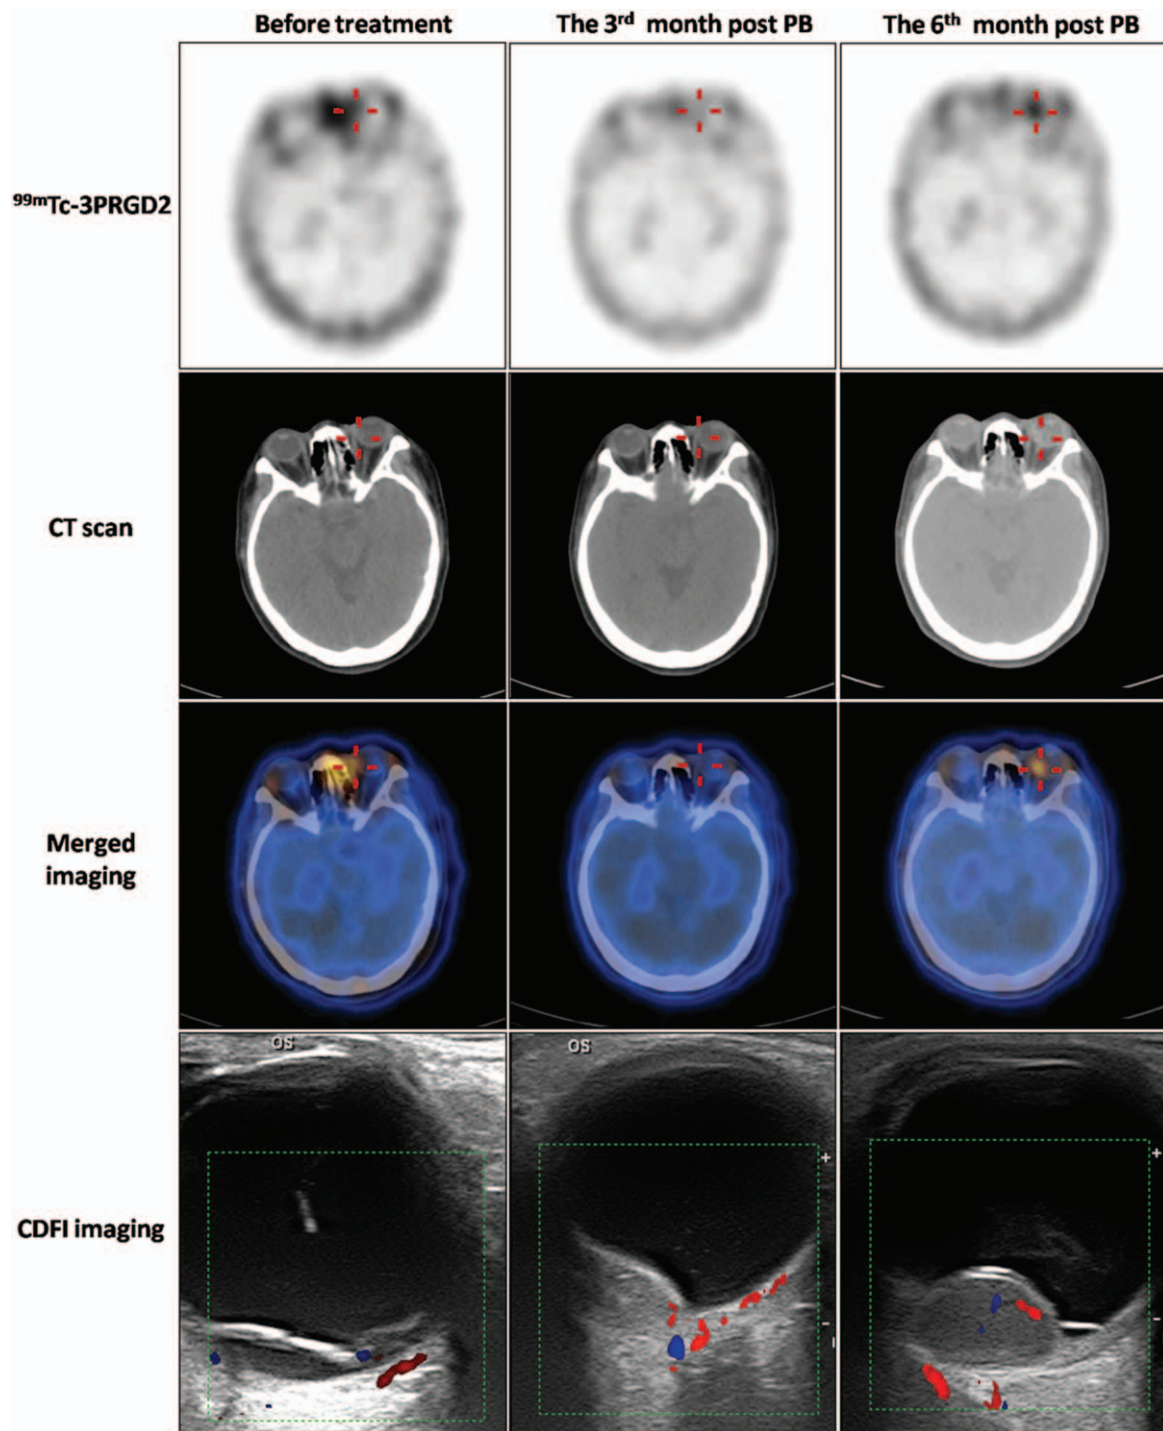 Before treatment
The 3rd month post PB
The 6th month post PB
99mTc-3PRGD2
CT scan
Merged
imaging
OS
OS
+
+
-
-
CDFI imaging